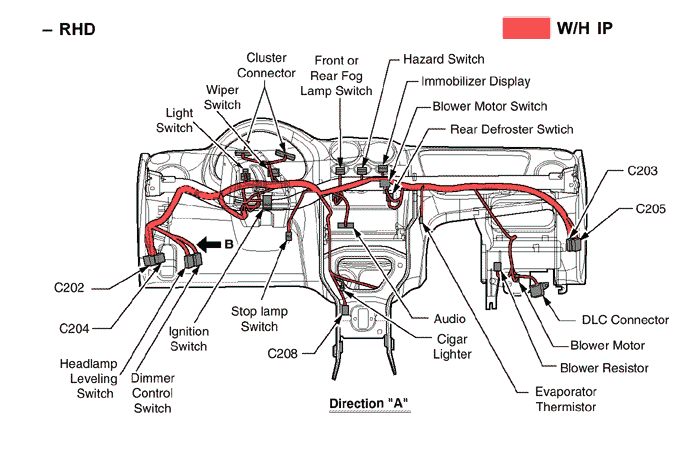 – RHD
W/H IP
Cluster
Connector
Front or
Rear Fog
Lamp Switch
Hazard Switch
Immobilizer Display
Wiper
Switch
Blower Motor Switch
Light
Switch
Rear Defroster Swtich
C203
C205
B
C202
C204
Ignition
Switch
Stop lamp
Switch
Audio
DLC Connector
C208
Cigar
Lighter
Blower Motor
Headlamp
Leveling
Switch
Dimmer
Control
Switch
Blower Resistor
Evaporator
Thermistor
Direction "A"